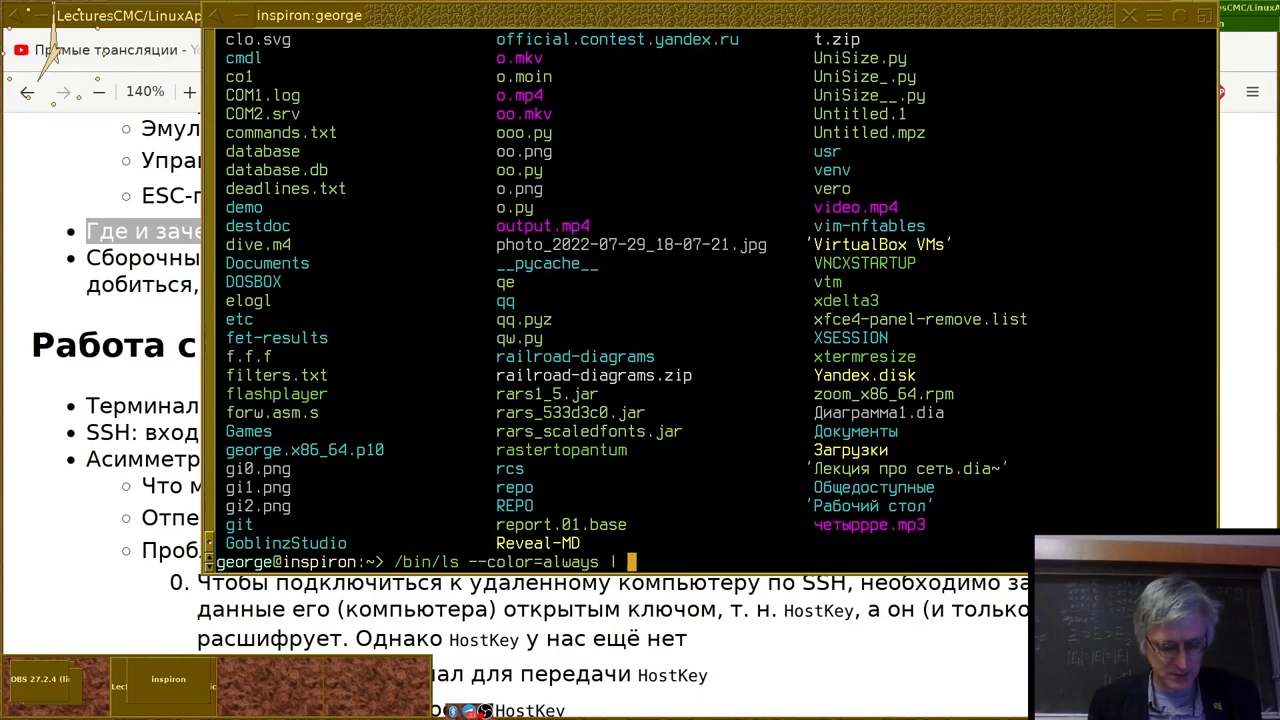 LecturesCMC/LinuxAp
inspiron:george
Прямые трансляции - Yo
140%
Эмул
Управ
ESC-п
Где и заче
Сборочны
добиться,
Работа с
Терминал
SSH: вход
Асимметр
Что м
Отпе
Проб
clo.svg official.contest.yandex.ru t.zip
cmdl o.mkv UniSize.py
co1 o.moin UniSize_.py
COM1.log o.mp4 UniSize__.py
COM2.srv oo.mkv Untitled.1
commands.txt ooo.py Untitled.mpz
database oo.png usr
database.db oo.py venv
deadlines.txt o.png vero
demo o.py video.mp4
destdoc output.mp4 vim-nftables
dive.m4 photo_2022-07-29_18-07-21.jpg 'VirtualBox VMs'
Documents __pycache__ VNCXSTARTUP
DOSBOX qe vtm
elogl qq xdelta3
etc qq.pyz xfce4-panel-remove.list
fet-results qw.py XSESSION
f.f.f railroad-diagrams xtermresize
filters.txt railroad-diagrams.zip Yandex.disk
flashplayer rars1_5.jar zoom_x86_64.rpm
forw.asm.s rars_533d3c0.jar Диаграмма1.dia
Games rars_scaledfonts.jar Документы
george.x86_64.p10 rastertopantum Загрузки
gi0.png rcs 'Лекция про сеть.dia~'
gi1.png repo Общедоступные
gi2.png REPO 'Рабочий стол'
git report.01.base четыррре.mp3
GoblinzStudio Reveal-MD
george@inspiron:~> /bin/ls --color=always |
0. Чтобы подключиться к удаленному компьютеру по SSH, необходимо за
данные его (компьютера) открытым ключом, т. н. HostKey, а он (и только
расшифрует. Однако HostKey у нас ещё нет
ал для передачи HostKey
HostKey
OBS 27.2.4 (li
Lec
inspiron